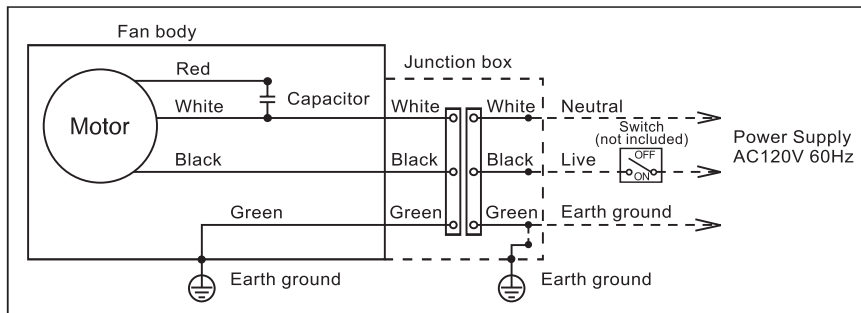 Fan body
Junction box
Red
White
Capacitor
White
White
Neutral
Motor
Switch
(not included)
OFF
ON
Power Supply
AC120V 60Hz
Black
Black
Black
Live
Green
Green
Green
Earth ground
Earth ground
Earth ground